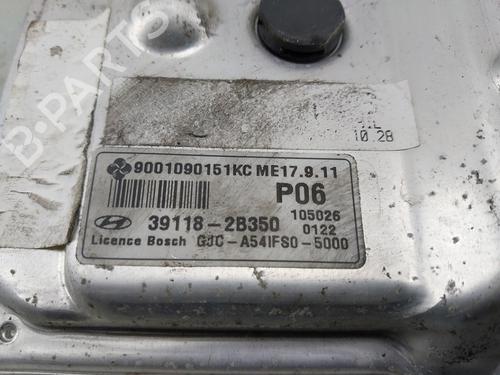 B-PARTS
10 28
9001090151KC ME17.9.11
P06
39118-2B350
105026
0122
Licence Bosch GJC-A54IFS0-5000